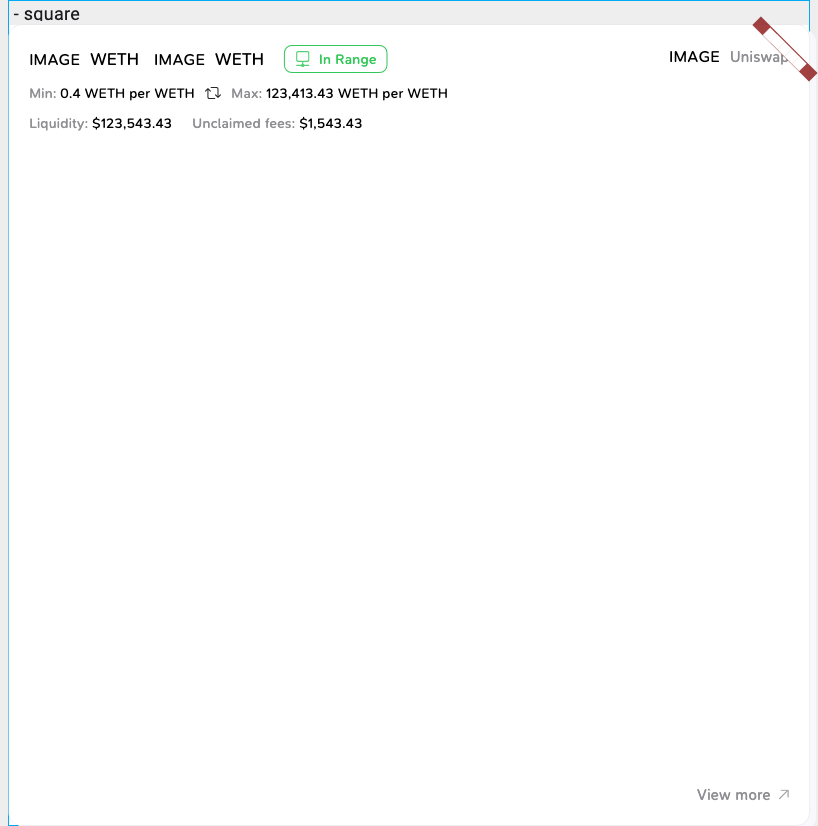 - square
IMAGE WETH IMAGE WETH In Range IMAGE Uniswap
Min: 0.4 WETH per WETH Max: 123,413.43 WETH per WETH
Liquidity: $123,543.43 Unclaimed fees: $1,543.43
View more